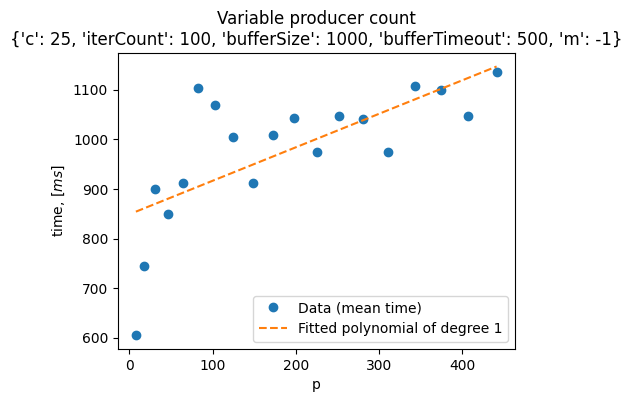 Variable producer count
{'c': 25, 'iterCount': 100, 'bufferSize': 1000, 'bufferTimeout': 500, 'm': -1}
1100
1000
900
800
700
600
time, [ms]
Data (mean time)
Fitted polynomial of degree 1
0
100
200
300
400
p